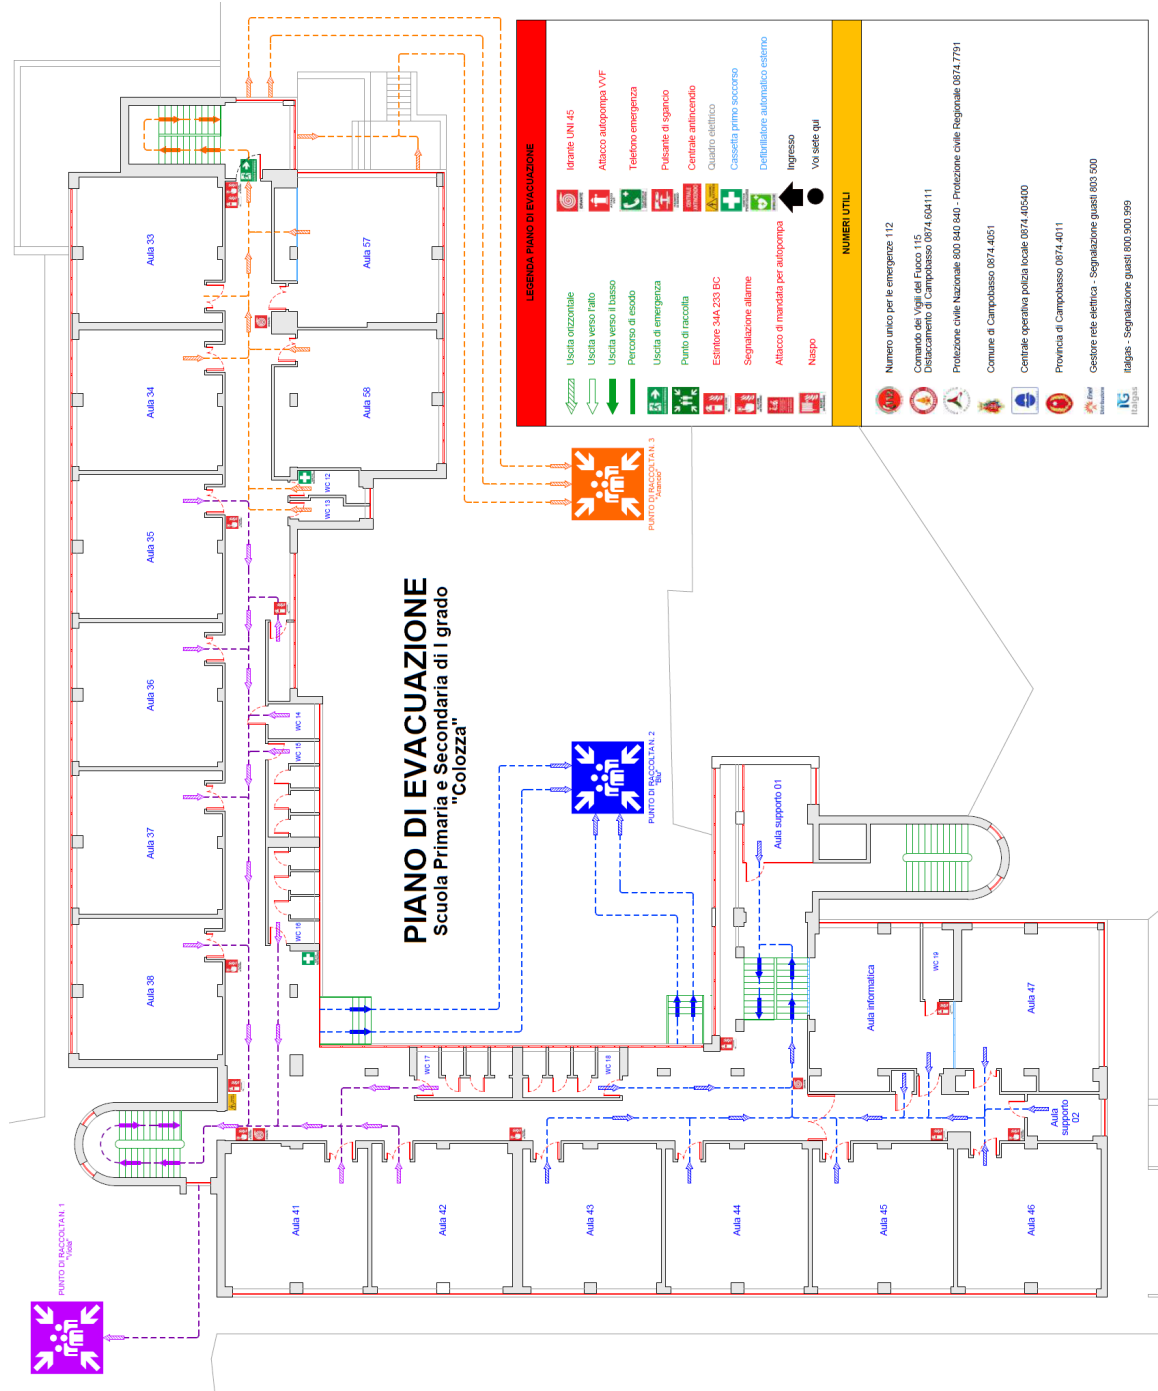 PIANO DI EVACUAZIONE
Scuola Primaria e Secondaria di I grado
"Colozza"
LEGENDA PIANO DI EVACUAZIONE
Uscita orizzontale
Uscita verso l'alto
Uscita verso il basso
Percorso di esodo
Uscita di emergenza
Punto di raccolta
Estintore 34A 233 BC
Segnalazione allarme
Attacco di mandata per autopompa
Naspo
Idrante UNI 45
Attacco autopompa VVF
Telefono emergenza
Pulsante di sgancio
Centrale antincendio
Quadro elettrico
Cassetta primo soccorso
Defibrillatore automatico esterno
Ingresso
Voi siete qui
NUMERI UTILI
Numero unico per le emergenze 112
Comando dei Vigili del Fuoco 115
Distaccamento di Campobasso 0874.604111
Protezione civile Nazionale 800 840 840 - Protezione civile Regionale 0874.7791
Comune di Campobasso 0874.4051
Centrale operativa polizia locale 0874.405400
Provincia di Campobasso 0874.4011
Gestore rete elettrica - Segnalazione guasti 803 500
Italgas - Segnalazione guasti 800.900.999
Enel
Italgas
Aula 33
Aula 34
Aula 35
Aula 36
Aula 37
Aula 38
Aula 57
Aula 58
WC 12
WC 13
WC 14
WC 15
WC 16
WC 17
WC 18
WC 19
Aula 41
Aula 42
Aula 43
Aula 44
Aula 45
Aula 46
Aula 47
Aula informatica
Aula supporto 01
Aula
supporto
02
PUNTO DI RACCOLTA N. 1
"Viola"
PUNTO DI RACCOLTA N. 2
"Blu"
PUNTO DI RACCOLTA N. 3
"Arancio"